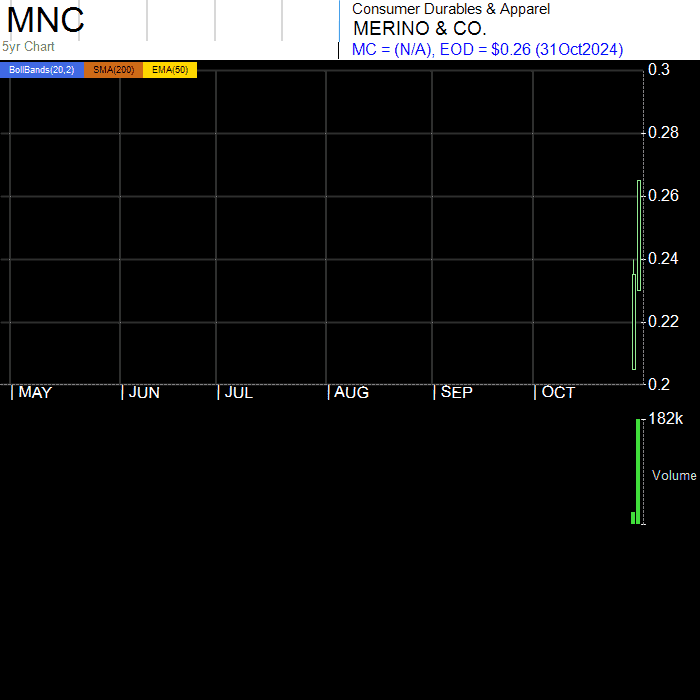 MNC
5yr Chart
Consumer Durables & Apparel
MERINO & CO.
MC = (N/A), EOD = $0.26 (31Oct2024)
BollBands(20,2) SMA(200) EMA(50)
0.3
0.28
0.26
0.24
0.22
0.2
MAY JUN JUL AUG SEP OCT
182k
Volume